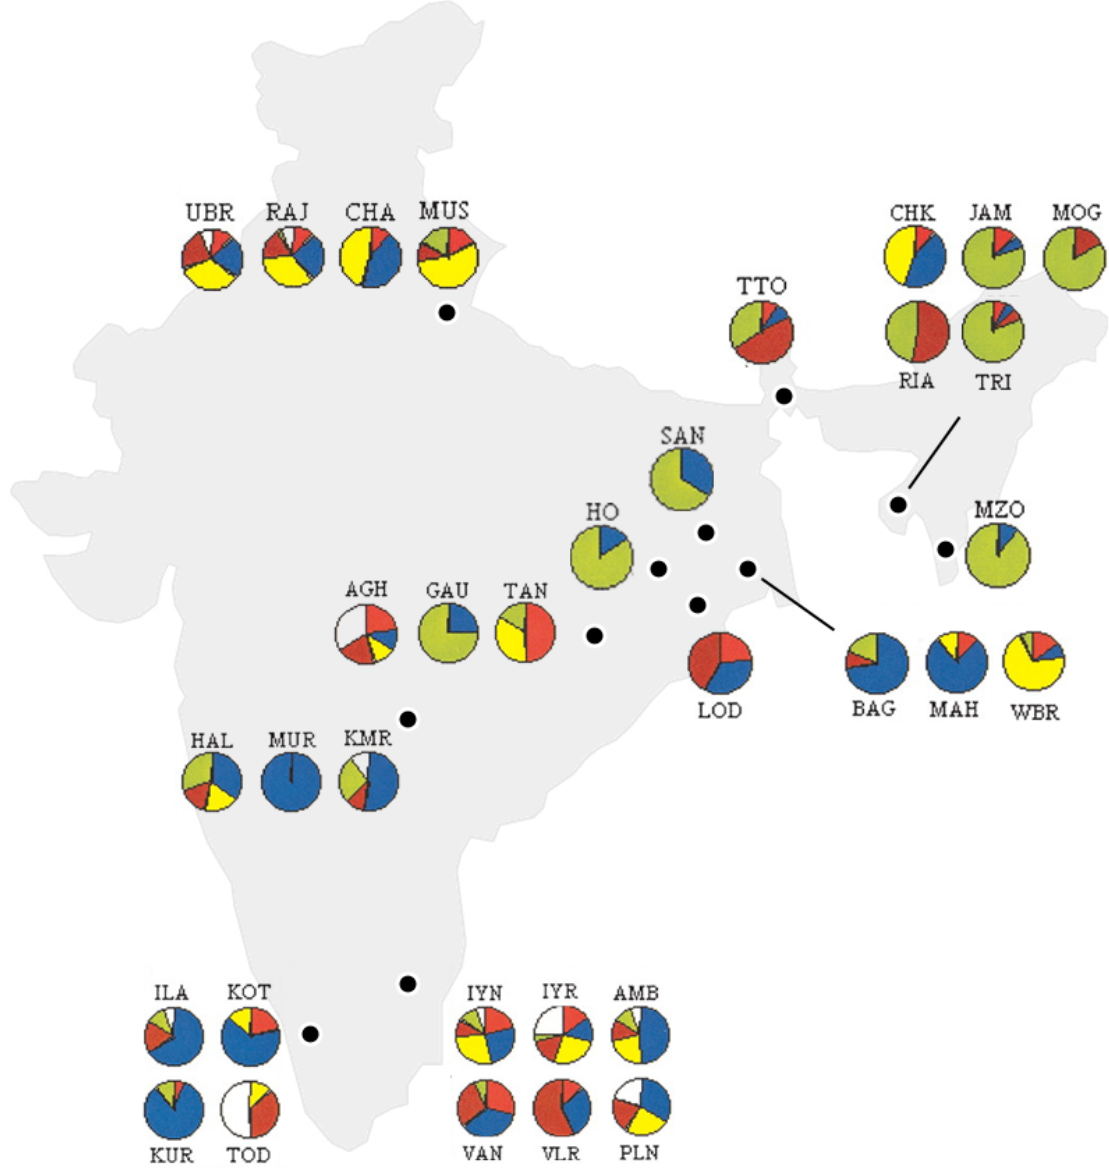 UBR RAJ CHA MUS
CHK JAM MOG
TTO
RIA TRI
SAN
HO
MZO
AGH GAU TAN
LOD
BAG MAH WBR
HAL MUR KMR
ILA KOT
IYN IYR AMB
KUR TOD
VAN VLR PLN